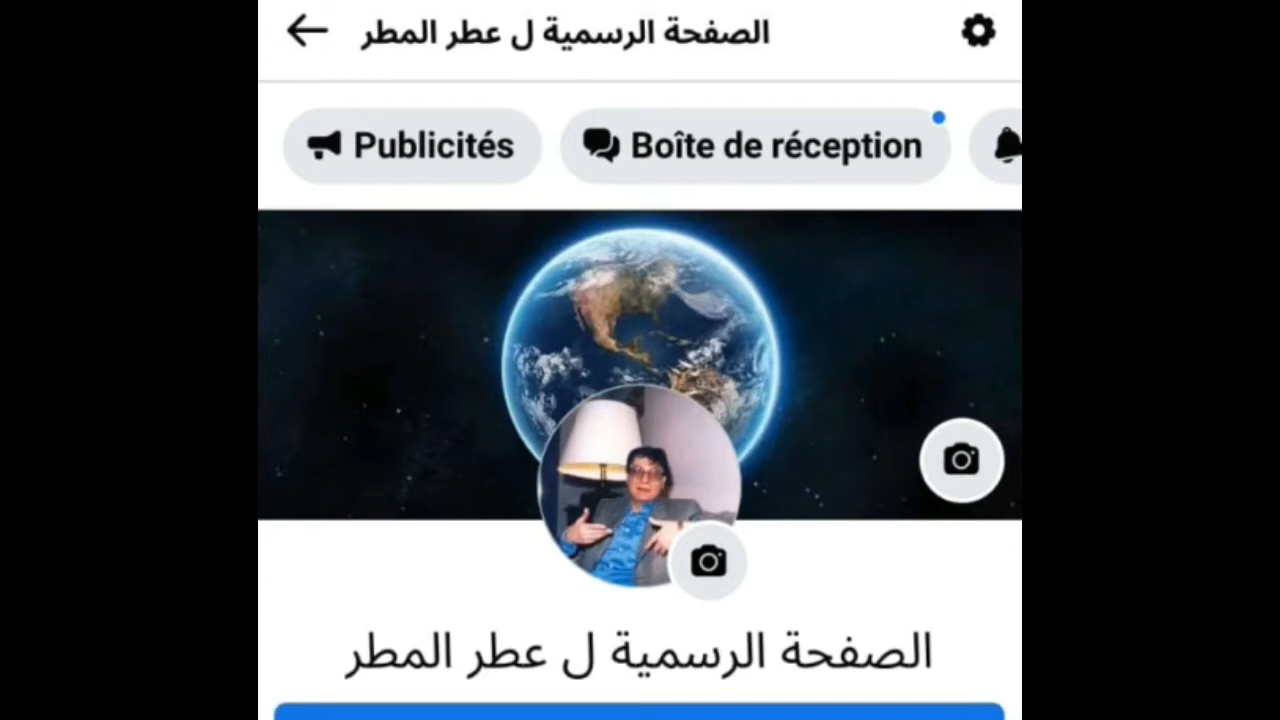 الصفحة الرسمية ل عطر المطر
Publicités
Boîte de réception
الصفحة الرسمية ل عطر المطر